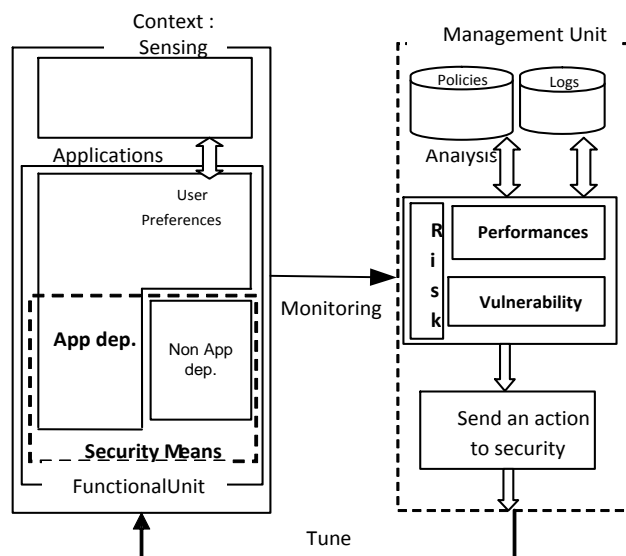 Context :
Sensing
Applications
User
Preferences
App dep.
Non App
dep.
Security Means
FunctionalUnit
Monitoring
Tune
Management Unit
Policies
Logs
Analysis
Risk
Performances
Vulnerability
Send an action
to security